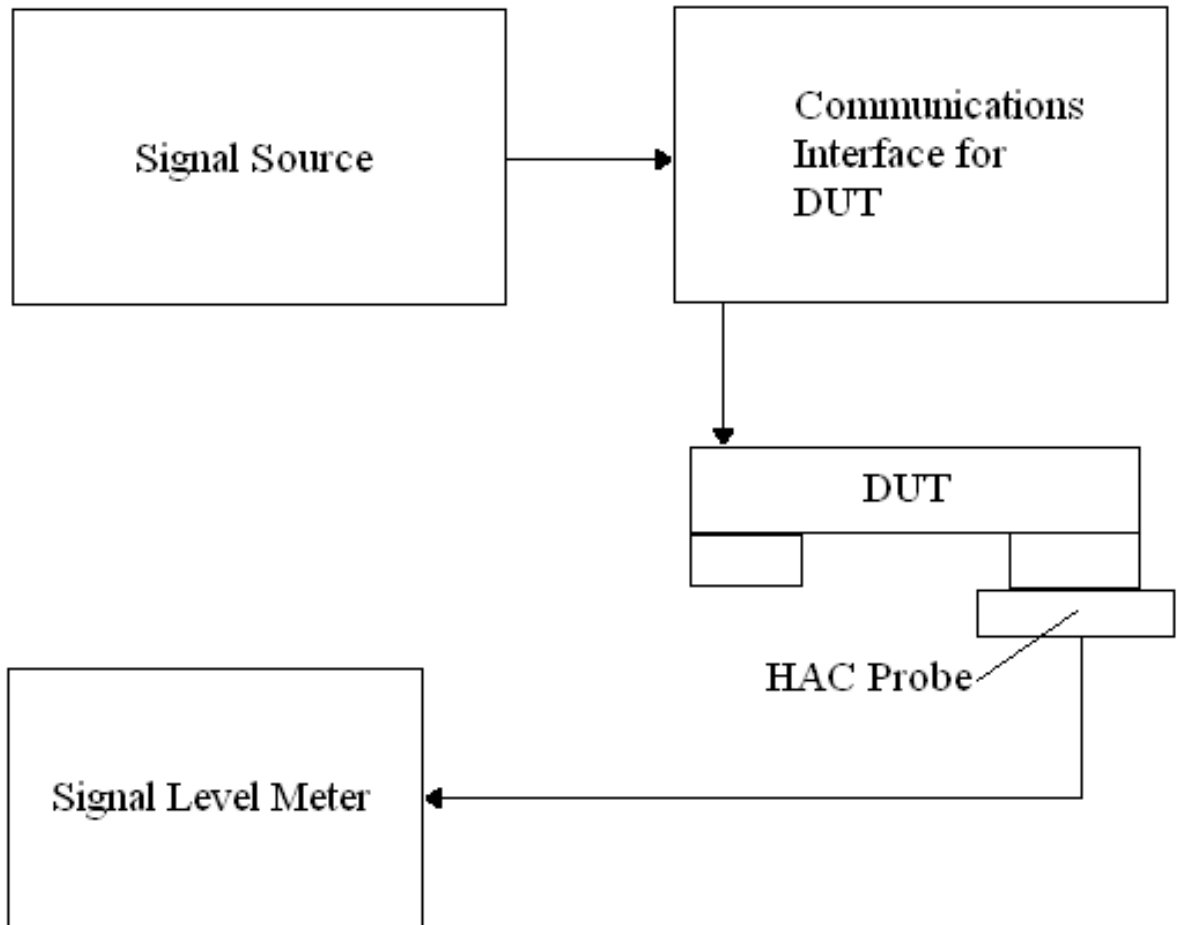 Signal Source
Communications
Interface for
DUT
DUT
HAC Probe
Signal Level Meter